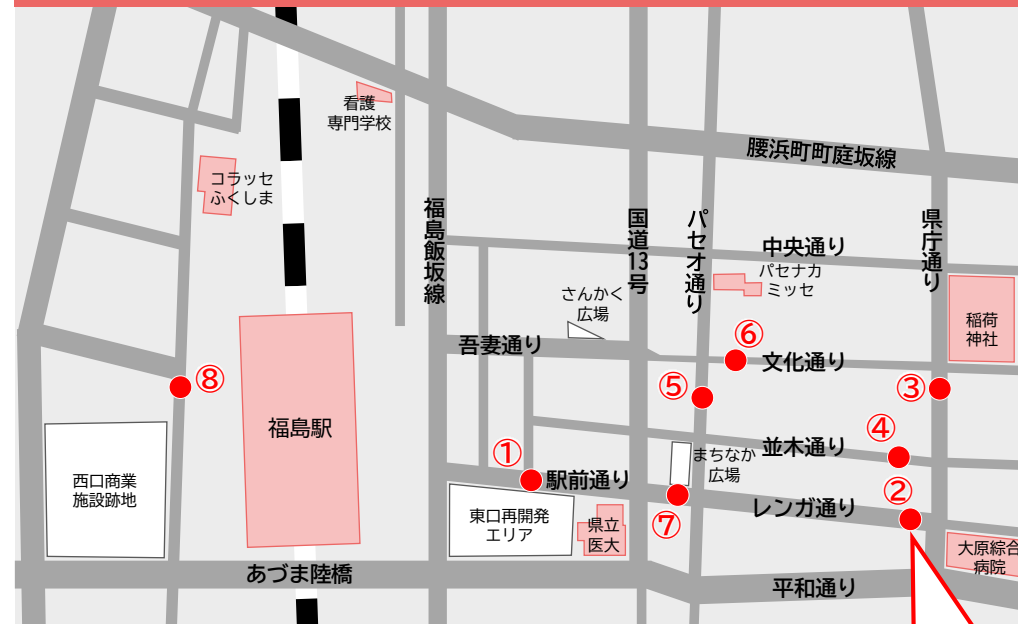 看護
専門学校
腰浜町町庭坂線
コラッセ
ふくしま
福島飯坂線
国道13号
パセオ通り
県庁通り
中央通り
パセナカ
ミッセ
さんかく
広場
稲荷
神社
吾妻通り
⑥
文化通り
⑧
⑤
③
福島駅
④
並木通り
まちなか
広場
①
駅前通り
西口商業
施設跡地
②
レンガ通り
東口再開発
エリア
県立
医大
⑦
大原綜合
病院
あづま陸橋
平和通り